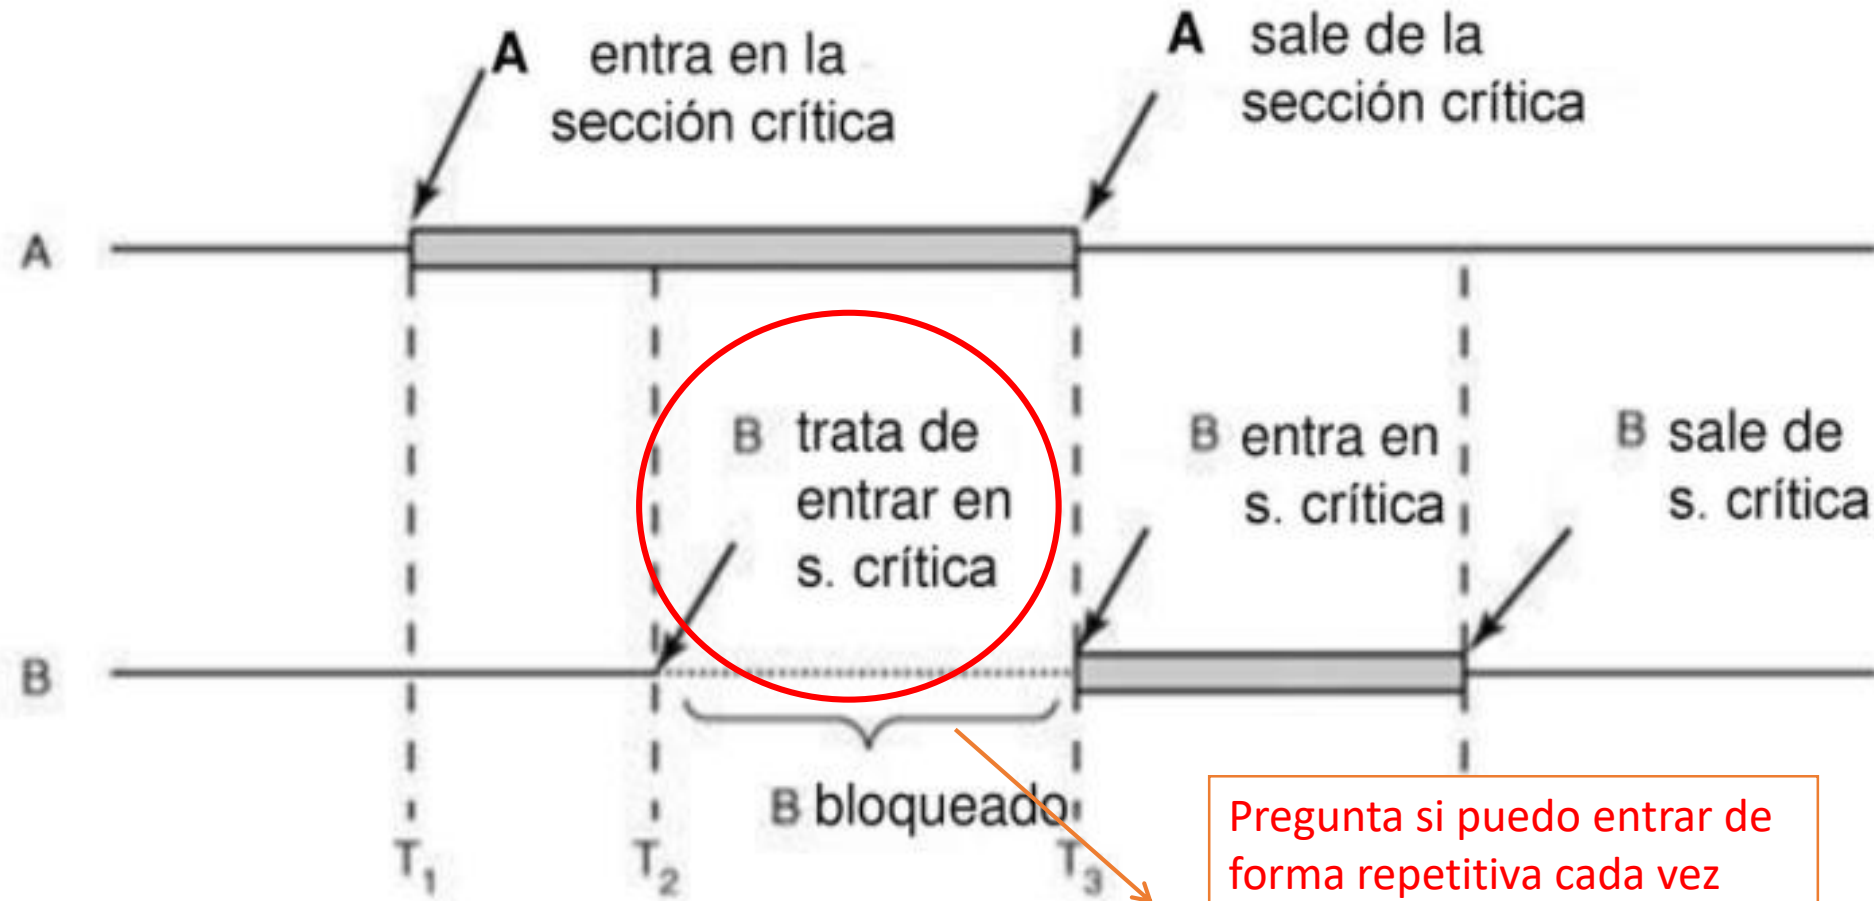 A entra en la
sección crítica
A sale de la
sección crítica
A
B trata de
entrar en
s. crítica
B entra en
s. crítica
B sale de
s. crítica
B
B bloqueado
T1
T2
T3
Pregunta si puedo entrar de
forma repetitiva cada vez